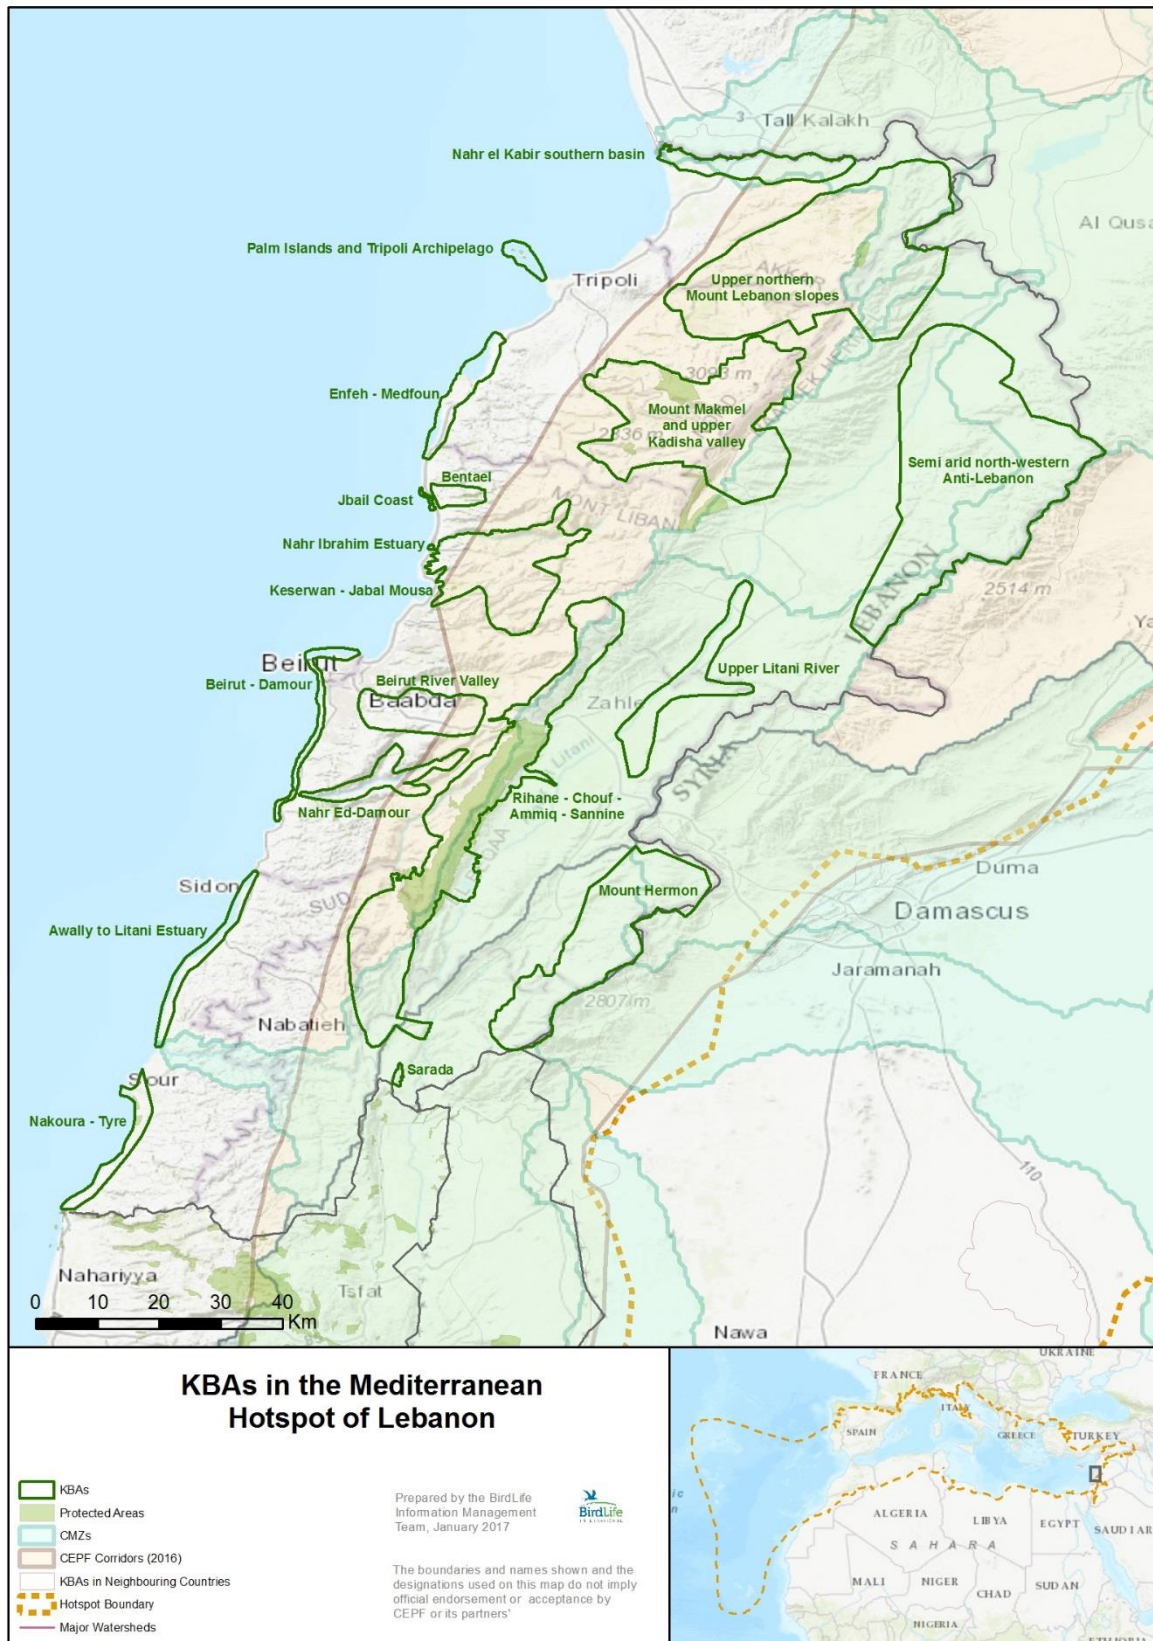 3
Tall Kalakh
Nahr el Kabir southern basin
Al Qusa
Palm Islands and Tripoli Archipelago
Tripoli
AKKAR
Upper northern
Mount Lebanon slopes
Enfeh - Medfoun
3093 m
Mount Makmel
and upper
Kadisha valley
Semi arid north-western
Anti-Lebanon
Bentael
Jbail Coast
MONT LIBAN
Nahr Ibrahim Estuary
LEBANON
2514 m
Keserwan - Jabal Mousa
Ya
Beirut
Beirut - Damour
Beirut River Valley
Baabda
Upper Litani River
Zahle
Litani
SYRIA
Rihane - Chouf -
Ammiq - Sannine
Nahr Ed-Damour
Duma
Sidon
SUD
Mount Hermon
Damascus
Awally to Litani Estuary
Jaramanah
2807 m
Nabatieh
Sarada
Sour
Nakoura - Tyre
110
Nahariyya
Tsfat
0 10 20 30 40
Km
Nawa
KBAs in the Mediterranean
Hotspot of Lebanon
KBAs
Protected Areas
CMZs
CEPF Corridors (2016)
KBAs in Neighbouring Countries
Hotspot Boundary
Major Watersheds
Prepared by the BirdLife
Information Management
Team, January 2017
BirdLife
INTERNATIONAL
The boundaries and names shown and the
designations used on this map do not imply
official endorsement or acceptance by
CEPF or its partners'
UKRAINE
FRANCE
ITALY
SPAIN
GREECE
TURKEY
ic
ALGERIA
LIBYA
EGYPT
SAUDI AR
SAHARA
MALI
NIGER
CHAD
SUDAN
NIGERIA